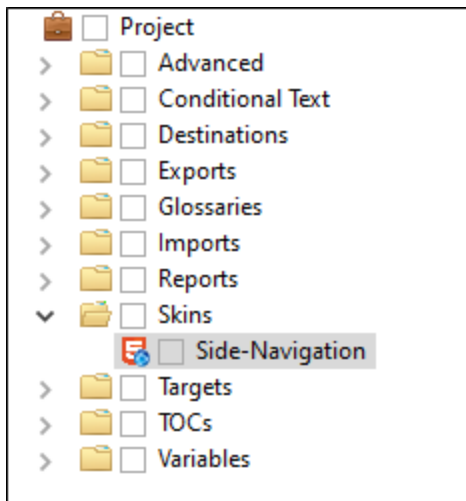 Project
Advanced
Conditional Text
Destinations
Exports
Glossaries
Imports
Reports
Skins
Side-Navigation
Targets
TOCs
Variables